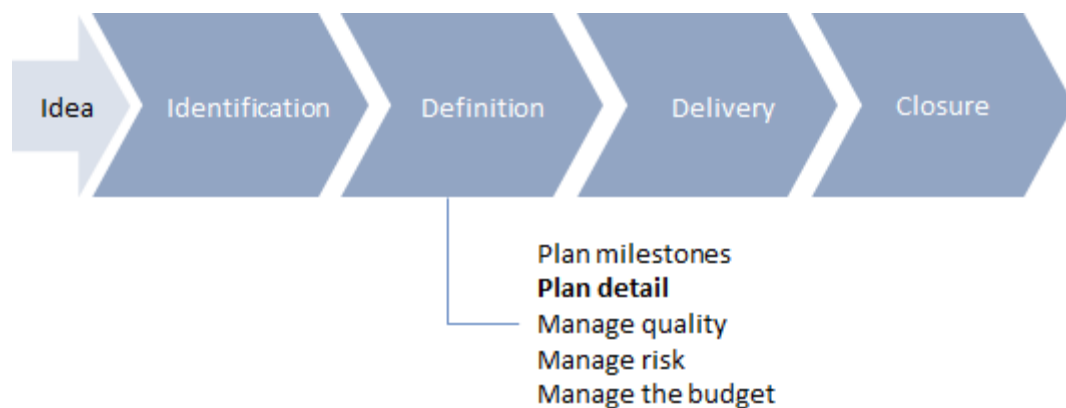 Idea
Identification
Definition
Delivery
Closure
Plan milestones
Plan detail
Manage quality
Manage risk
Manage the budget